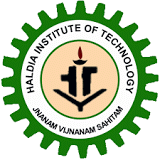 HALDIA INSTITUTE OF TECHNOLOGY
JNANAM VIJNANAM SAHITAM